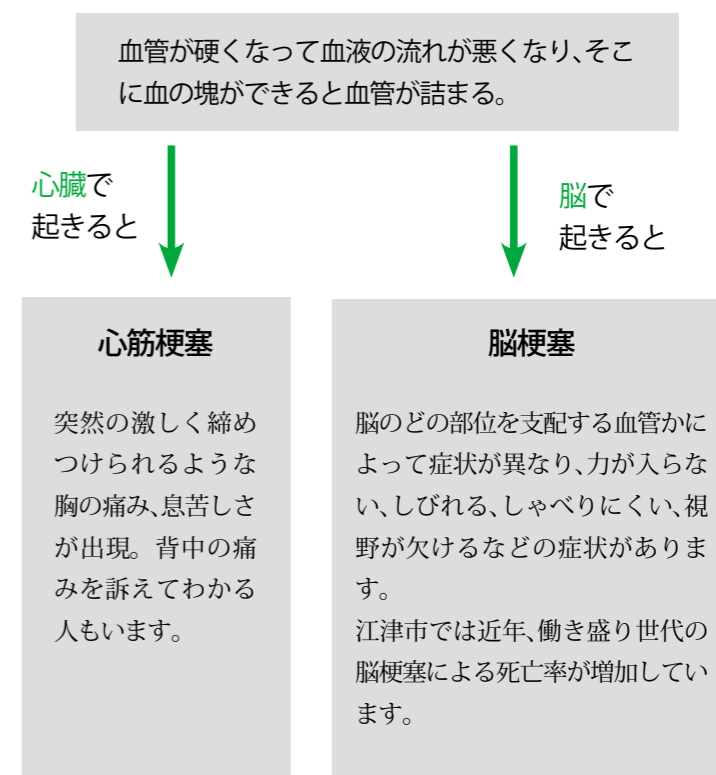 血管が硬くなって血液の流れが悪くなり、そこ
に血の塊ができると血管が詰まる。
心臓で
起きると
脳で
起きると
心筋梗塞
突然の激しく締め
つけられるような
胸の痛み、息苦しさ
が出現。背中の痛
みを訴えてわかる
人もいます。
脳梗塞
脳のどの部位を支配する血管かに
よって症状が異なり、力が入らな
い、しびれる、しゃべりにくい、視
野が欠けるなどの症状がありま
す。
江津市では近年、働き盛り世代の
脳梗塞による死亡率が増加してい
ます。